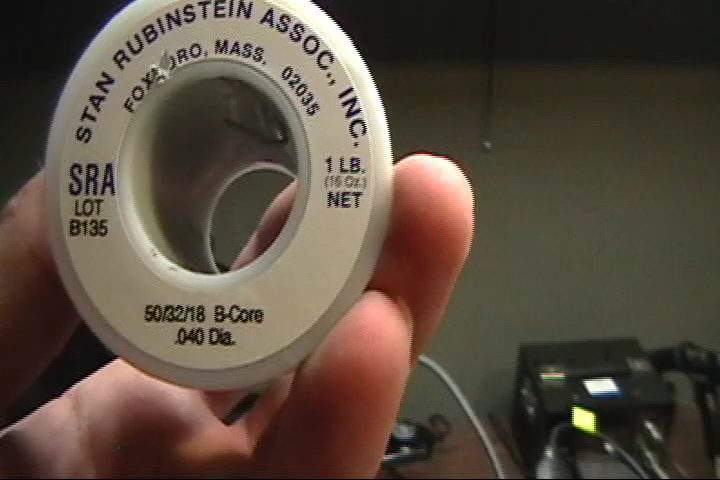 STAN RUBINSTEIN ASSOC., INC.
FOXBORO, MASS. 02035
SRA
LOT
B135
1 LB.
(16 Oz.)
NET
50/32/18 B-Core
.040 Dia.